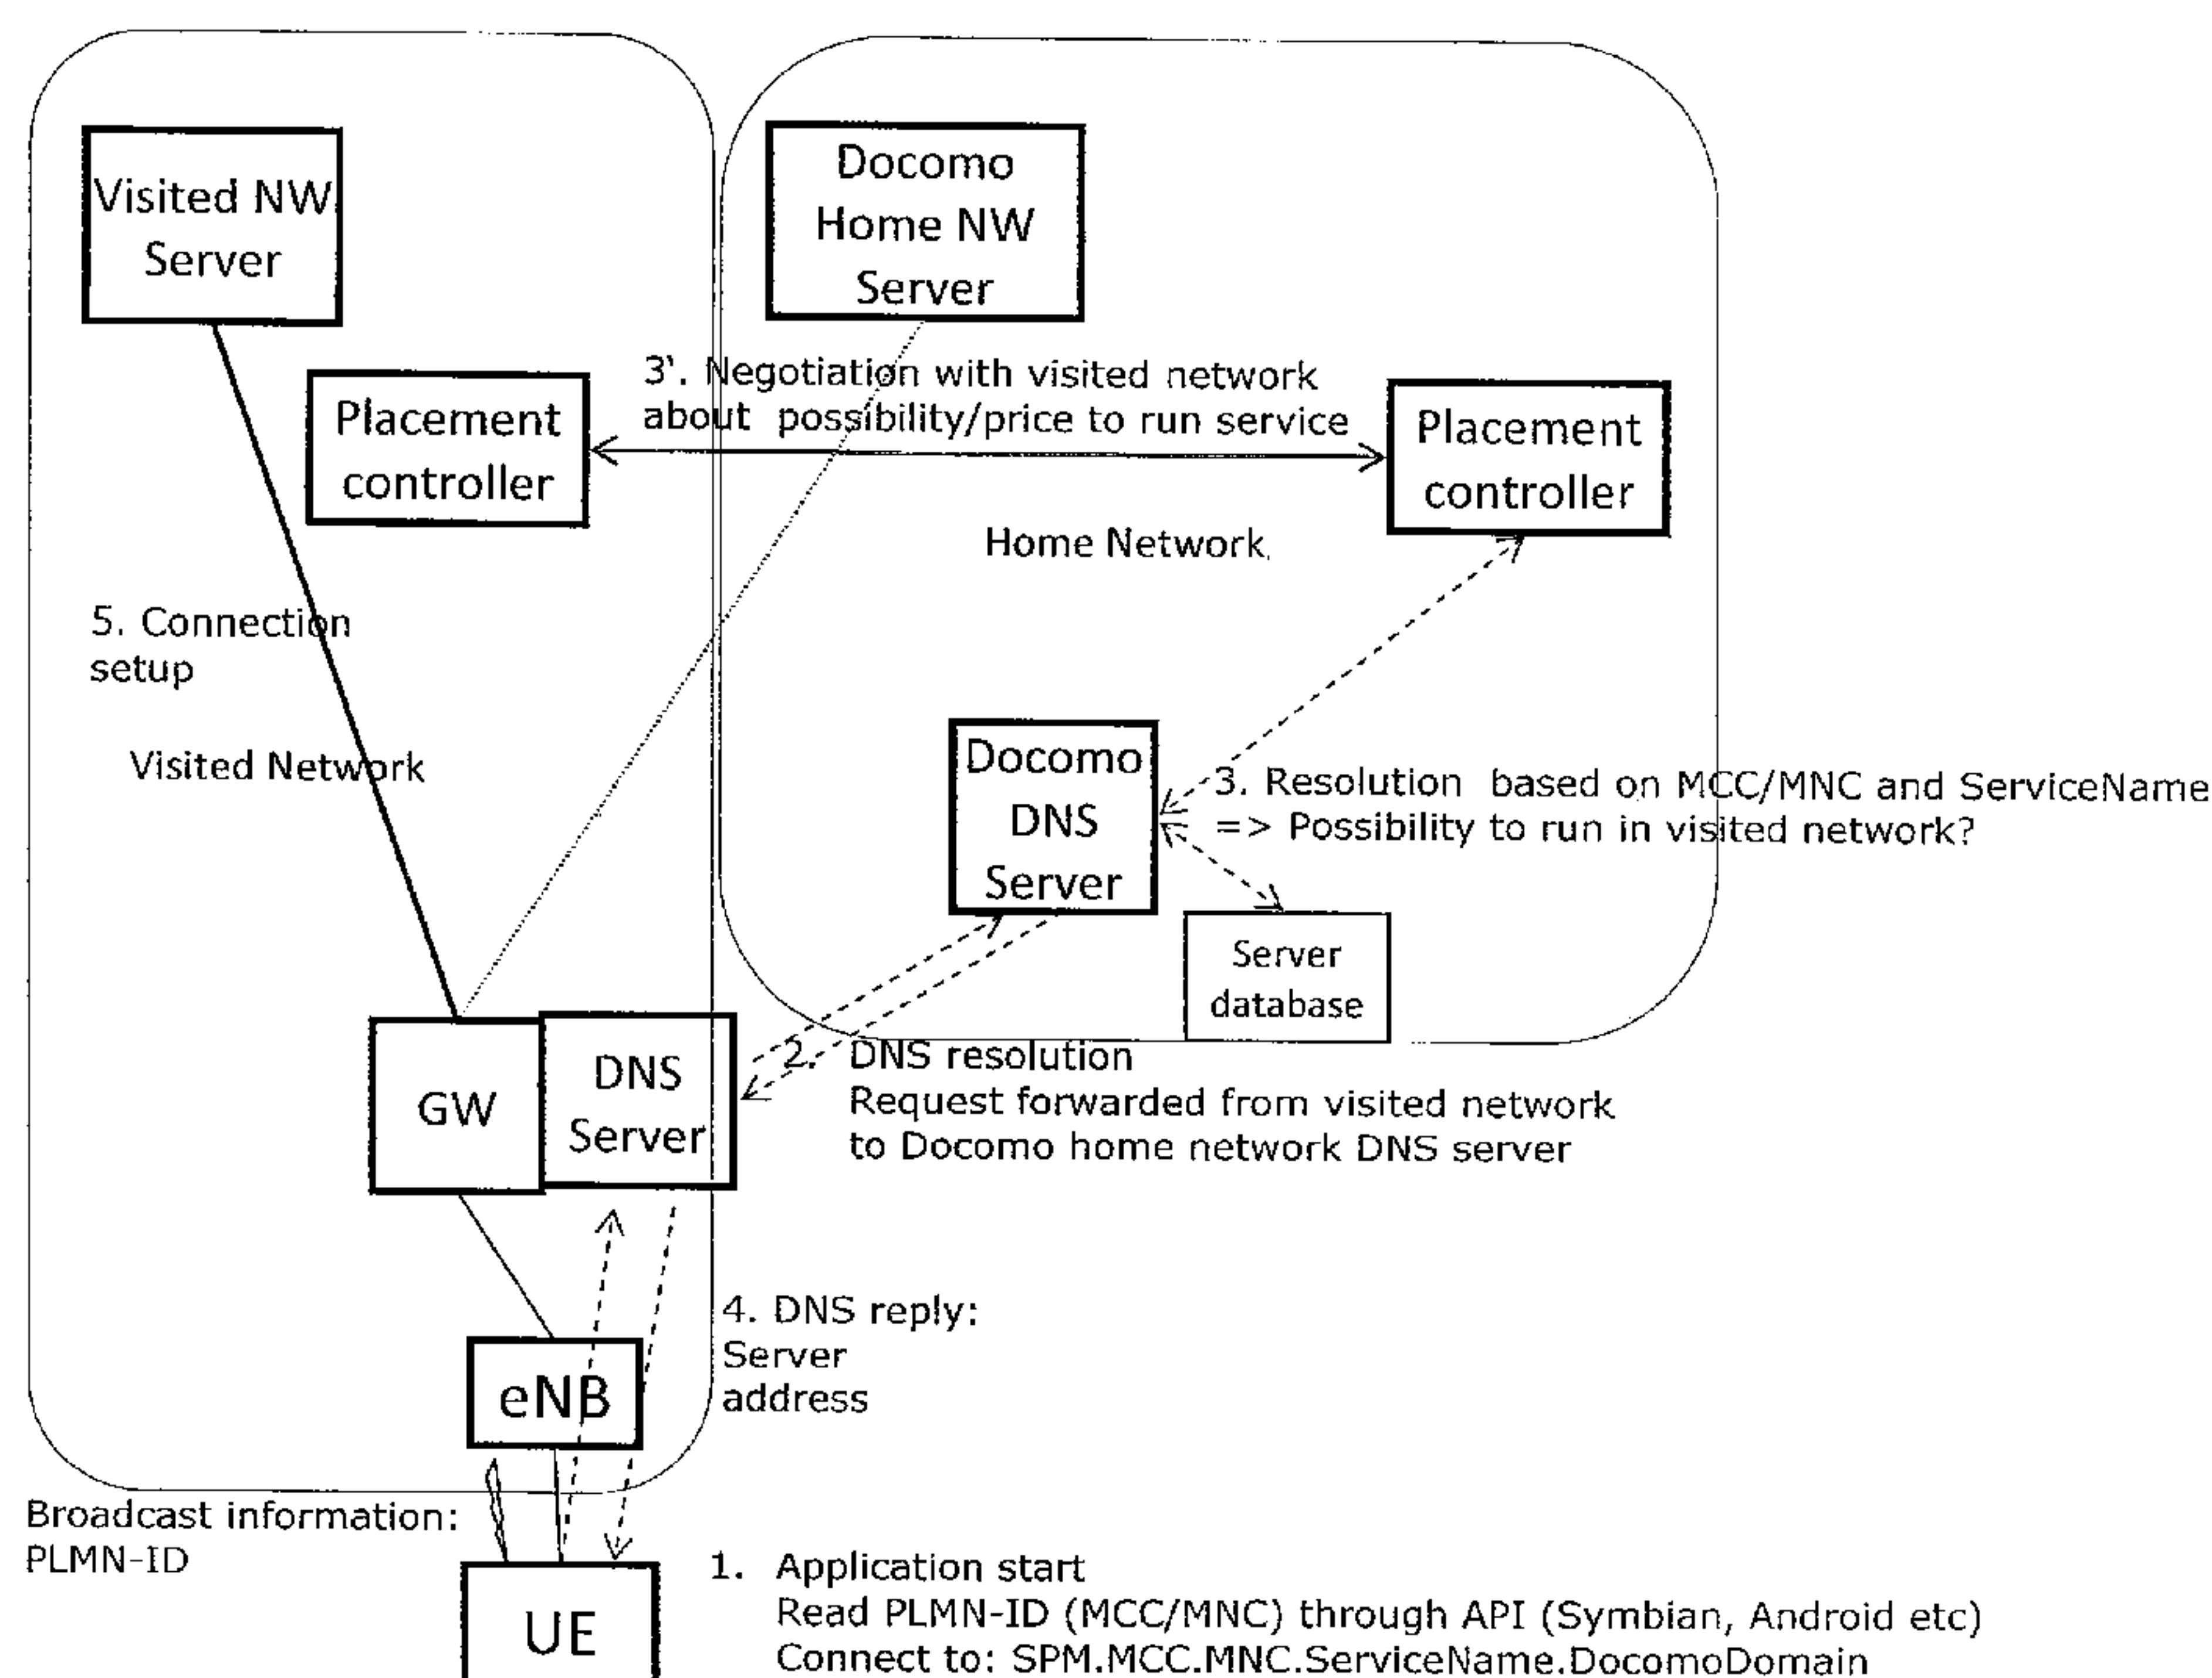 Visited NW
Server
Docomo
Home NW
Server
3'. Negotiation with visited network
about possibility/price to run service
Placement
controller
Placement
controller
Home Network
5. Connection
setup
Visited Network
Docomo
DNS
Server
3. Resolution based on MCC/MNC and ServiceName
=> Possibility to run in visited network?
Server
database
GW
DNS
Server
2. DNS resolution
Request forwarded from visited network
to Docomo home network DNS server
4. DNS reply:
Server
address
eNB
Broadcast information:
PLMN-ID
UE
1. Application start
Read PLMN-ID (MCC/MNC) through API (Symbian, Android etc)
Connect to: SPM.MCC.MNC.ServiceName.DocomoDomain